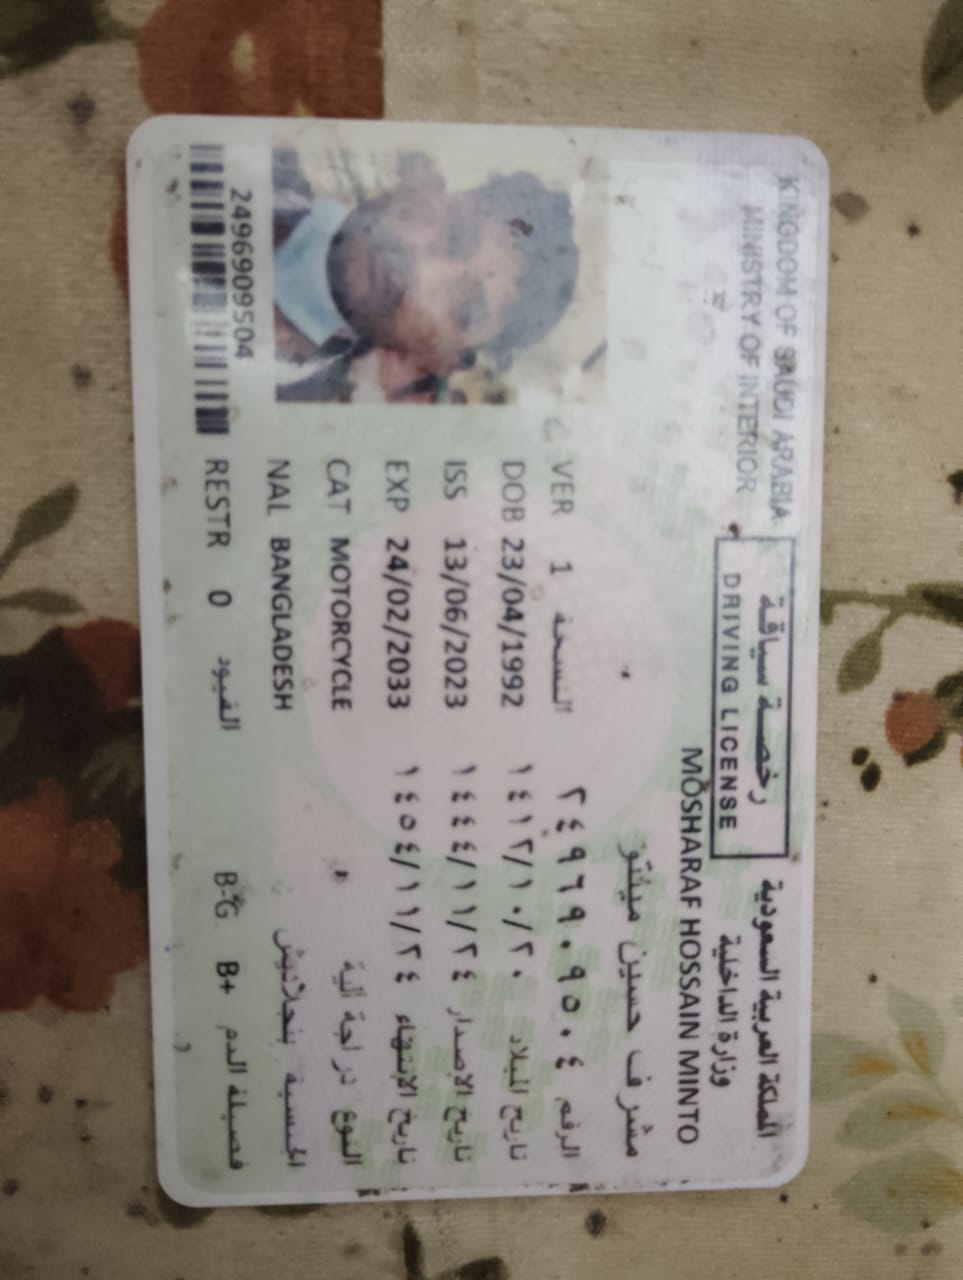 KINGDOM OF SAUDI ARABIA
MINISTRY OF INTERIOR
رخصة سياقة
DRIVING LICENSE
المملكة العربية السعودية
وزارة الداخلية
MOSHARAF HOSSAIN MINTO
مشرف حسين مينتو
VER 1 النسخة ٢٤٩٦٩٠٩٥٠٤ الرقم
DOB 23/04/1992 ١٤١٢/١٠/٢٠ تاريخ الميلاد
ISS 13/06/2023 ١٤٤٤/١١/٢٤ تاريخ الإصدار
EXP 24/02/2033 ١٤٥٤/١١/٢٤ تاريخ الإنتهاء
CAT MOTORCYCLE دراجة آلية النوع
NAL BANGLADESH بنجلاديش الجنسية
2496909504
RESTR 0 القيود B-G B+ فصيلة الدم